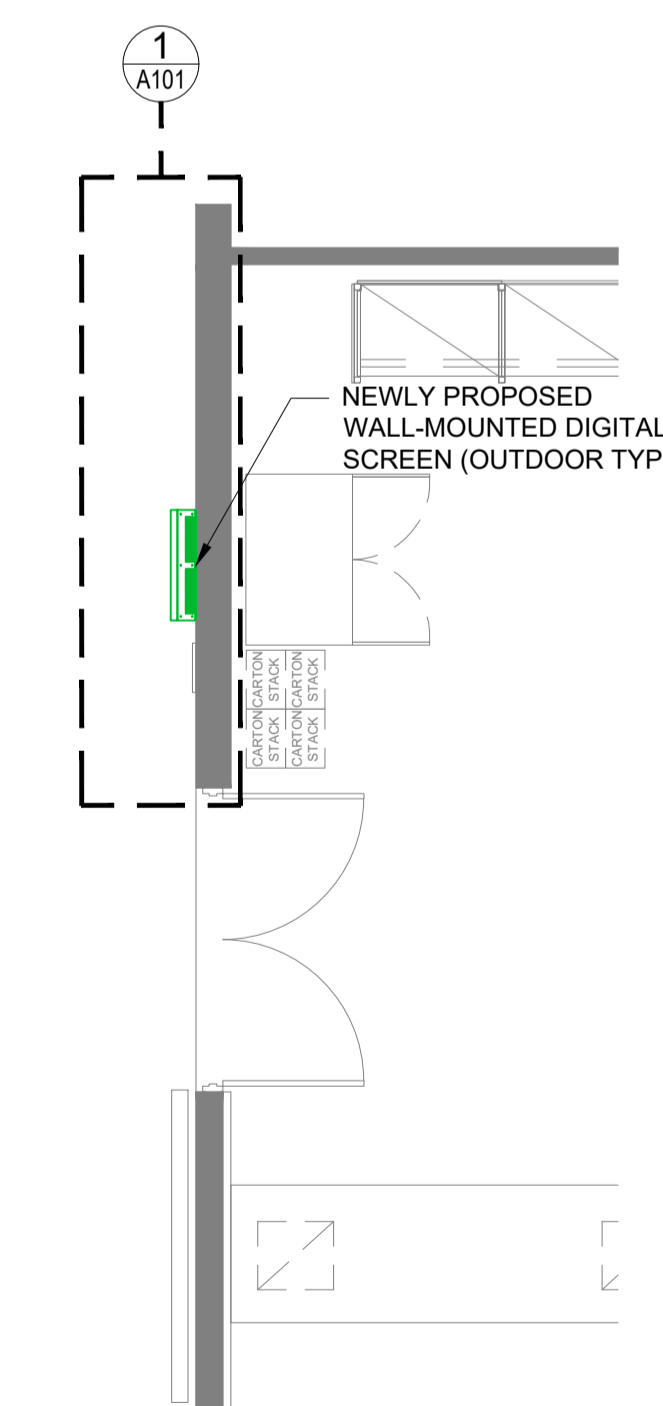 1
A101
NEWLY PROPOSED
WALL-MOUNTED DIGITAL
SCREEN (OUTDOOR TYP
CARTON
STACK
CARTON
STACK
CARTON
STACK
CARTON
STACK